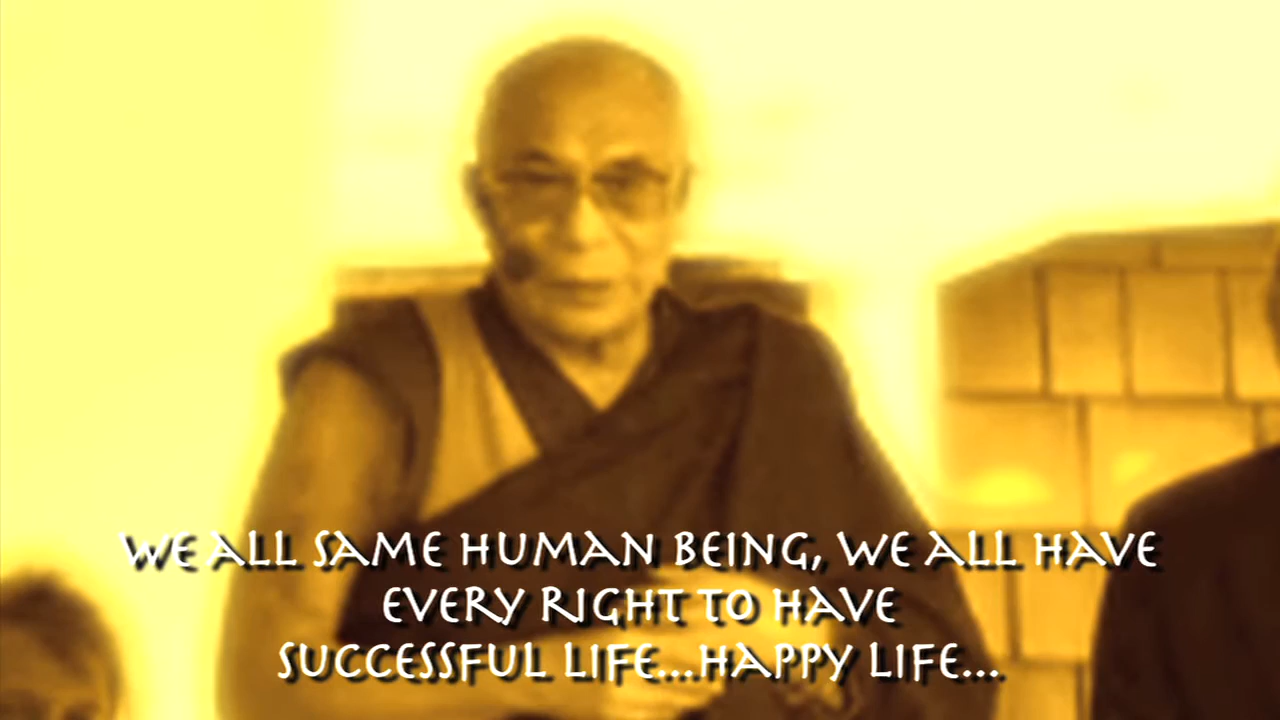 WE ALL SAME HUMAN BEING, WE ALL HAVE
EVERY RIGHT TO HAVE
SUCCESSFUL LIFE...HAPPY LIFE...